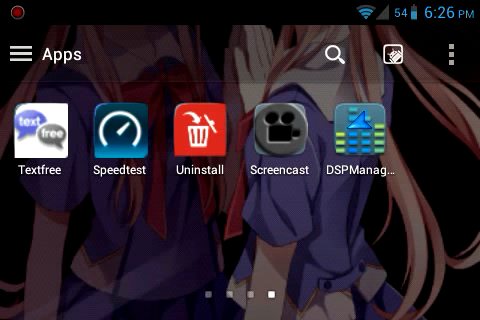 54 6:26 PM
Apps
text
free
Textfree
Speedtest
Uninstall
Screencast
DSPManag...